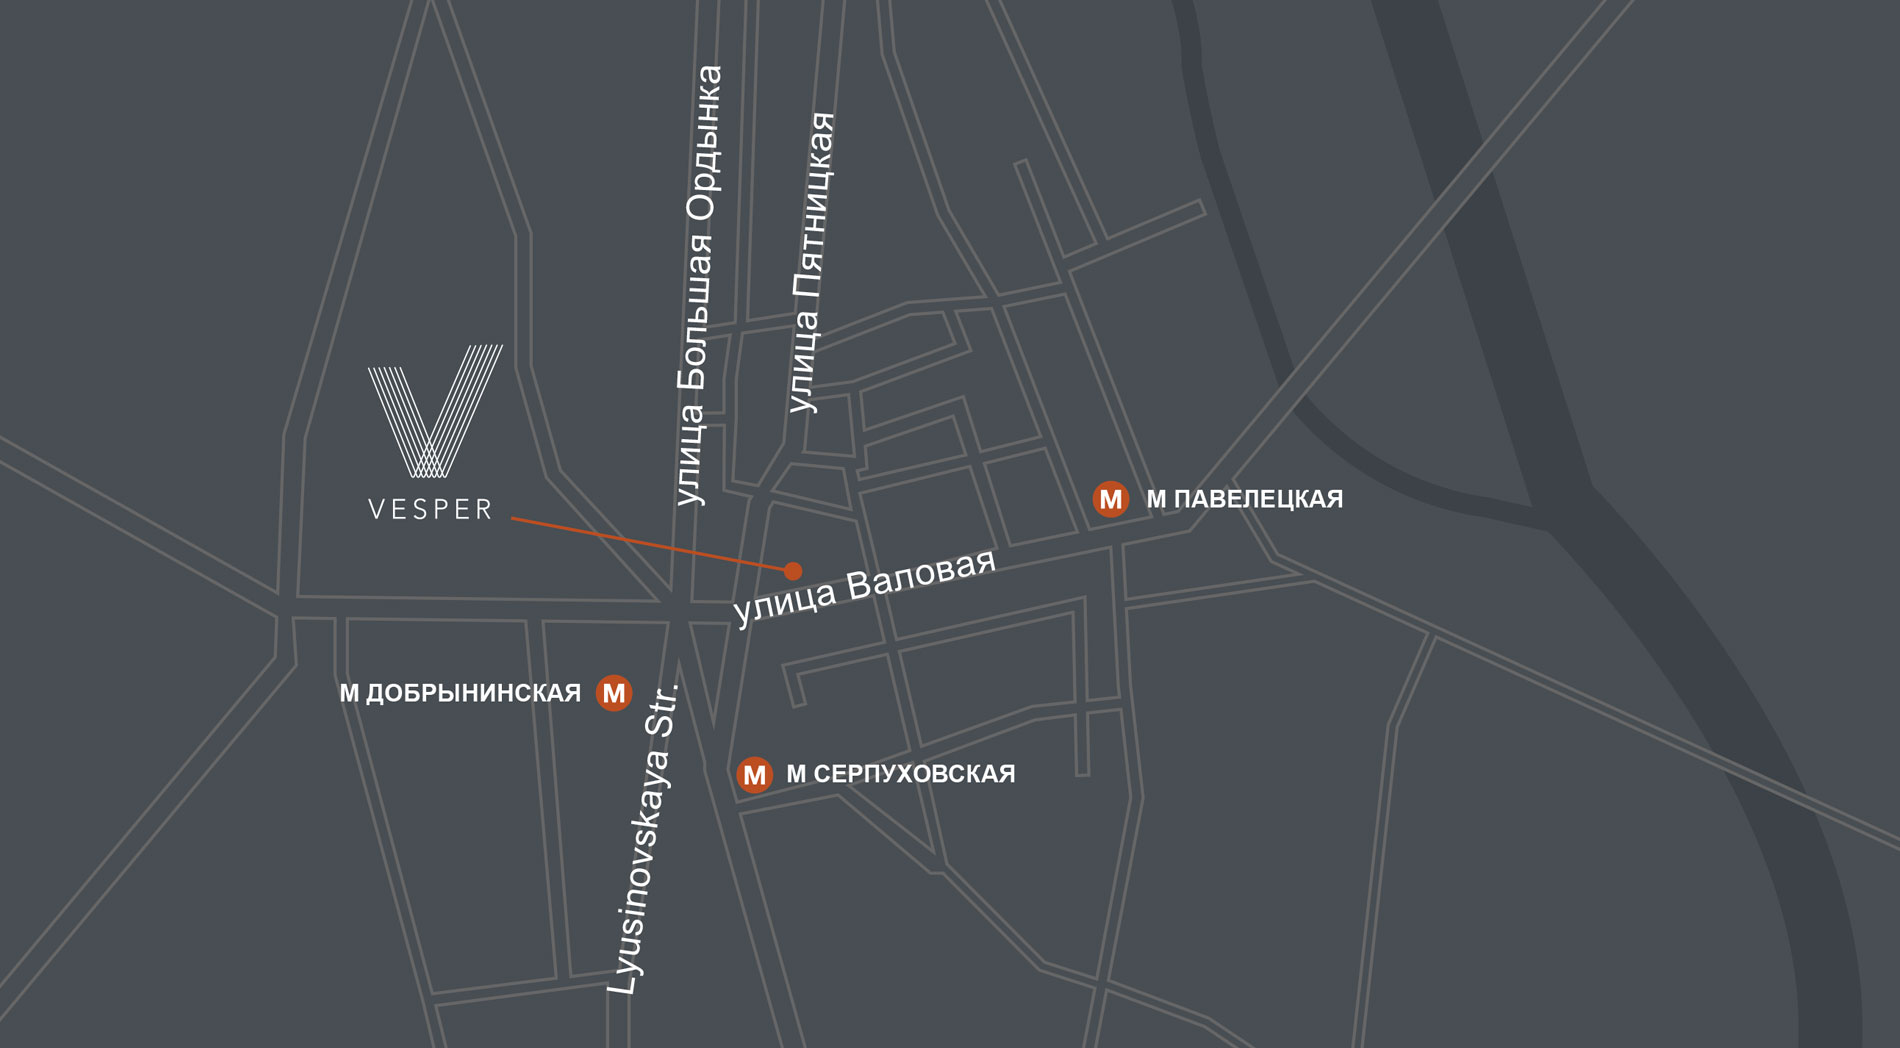 улица Большая Ордынка
улица Пятницкая
VESPER
M
М ПАВЕЛЕЦКАЯ
улица Валовая
М ДОБРЫНИНСКАЯ
M
Lyusinovskaya Str.
M
М СЕРПУХОВСКАЯ